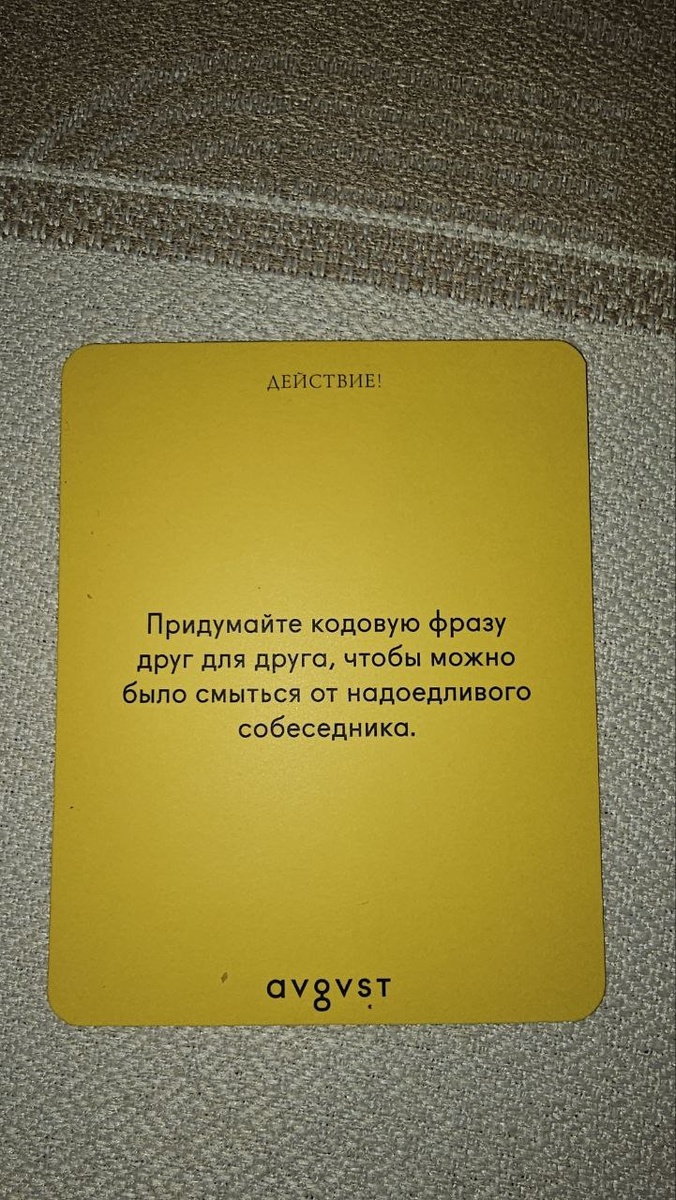 ДЕЙСТВИЕ!
Придумайте кодовую фразу
друг для друга, чтобы можно
было смыться от надоедливого
собеседника.
avgvst